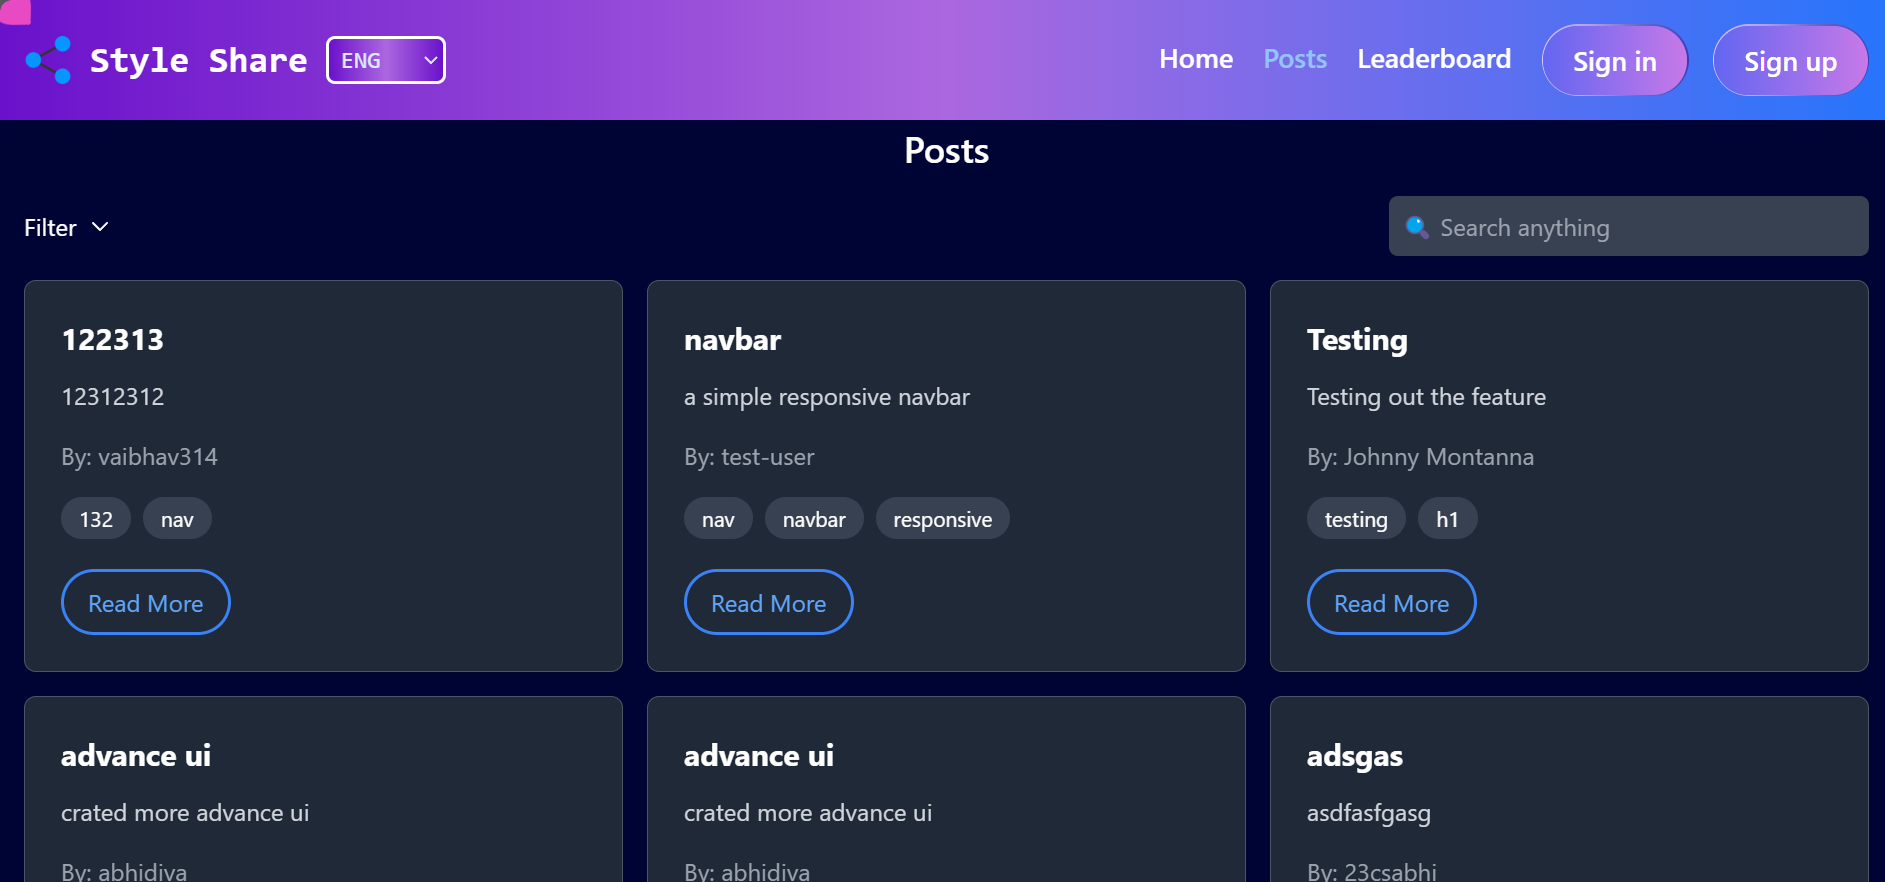 Style Share ENG Home Posts Leaderboard Sign in Sign up
Posts
Filter Search anything
122313
12312312
By: vaibhav314
132 nav
Read More
navbar
a simple responsive navbar
By: test-user
nav navbar responsive
Read More
Testing
Testing out the feature
By: Johnny Montanna
testing h1
Read More
advance ui
crated more advance ui
By: abhidiva
advance ui
crated more advance ui
By: abhidiva
adsgas
asdfasfgasg
By: 23csabhi